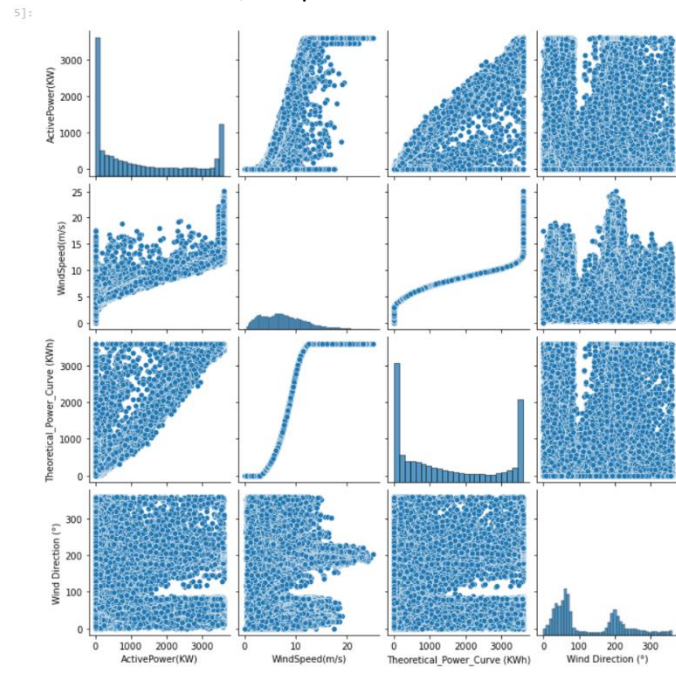 5]:
ActivePower(KW)
3000
2000
1000
0
WindSpeed(m/s)
25
20
15
10
5
0
Theoretical_Power_Curve (KWh)
3000
2000
1000
0
Wind Direction (°)
300
200
100
0
0 1000 2000 3000
ActivePower(KW)
0 10 20
WindSpeed(m/s)
0 1000 2000 3000
Theoretical_Power_Curve (KWh)
0 100 200 300
Wind Direction (°)